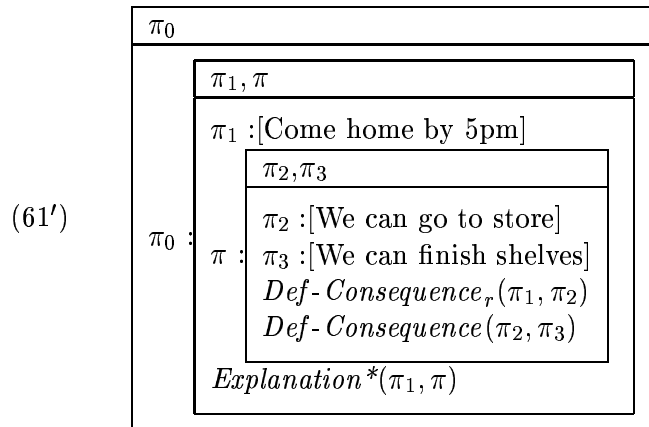 π₀
π₁, π
π₁ :[Come home by 5pm]
π₂,π₃
(61′)
π₀ :
π :
π₂ :[We can go to store]
π₃ :[We can finish shelves]
Def-Consequenceᵣ(π₁, π₂)
Def-Consequence(π₂, π₃)
Explanation*(π₁, π)